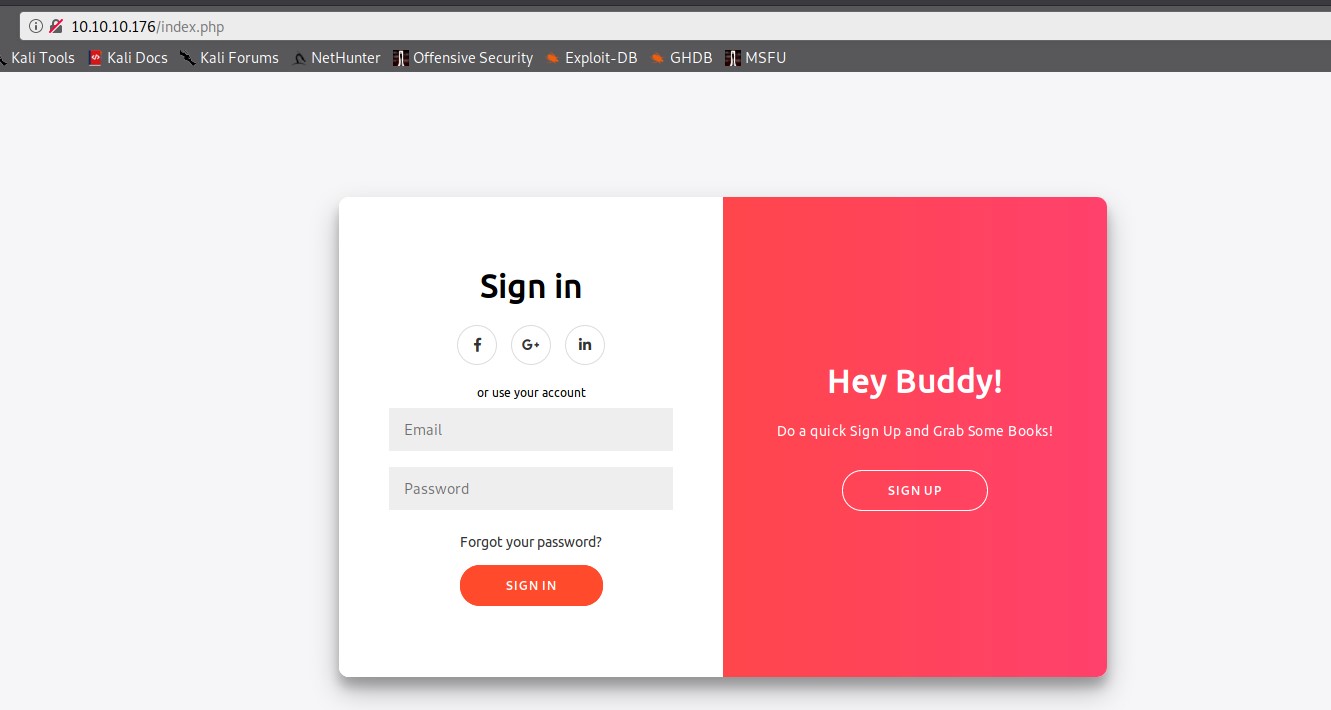 10.10.10.176/index.php
Kali Tools Kali Docs Kali Forums NetHunter Offensive Security Exploit-DB GHDB MSFU
Sign in
f G+ in
or use your account
Email
Password
Forgot your password?
SIGN IN
Hey Buddy!
Do a quick Sign Up and Grab Some Books!
SIGN UP